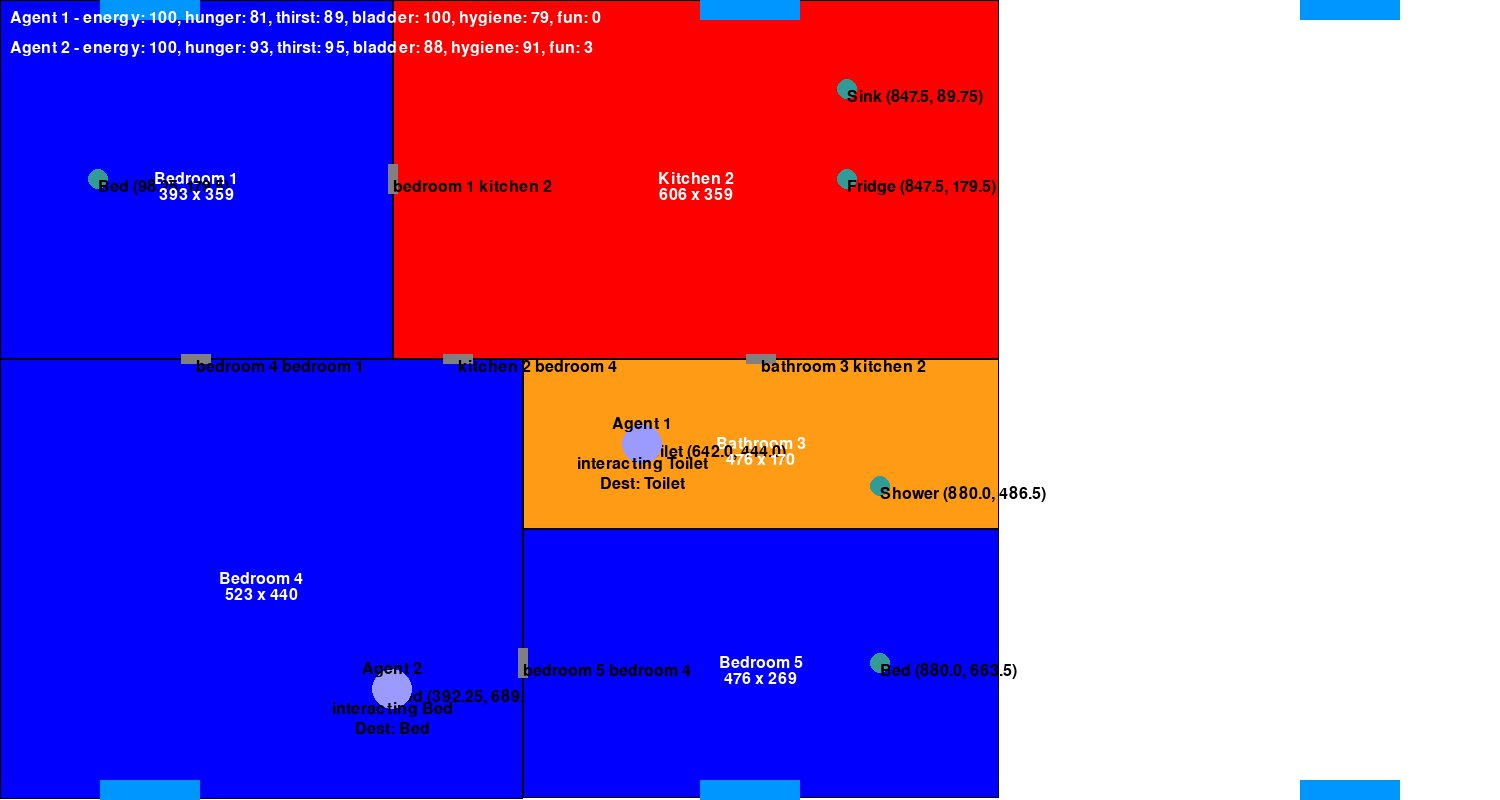 Agent 1 - energy: 100, hunger: 81, thirst: 89, bladder: 100, hygiene: 79, fun: 0
Agent 2 - energy: 100, hunger: 93, thirst: 95, bladder: 88, hygiene: 91, fun: 3
Sink (847.5, 89.75)
Bed
Bedroom 1
393 x 359
bedroom 1 kitchen 2
Kitchen 2
606 x 359
Fridge (847.5, 179.5)
bedroom 4 bedroom 1
kitchen 2 bedroom 4
bathroom 3 kitchen 2
Agent 1
(642.0, 444.0)
Bathroom 3
476 x 170
interacting Toilet
Dest: Toilet
Shower (880.0, 486.5)
Bedroom 4
523 x 440
Agent 2
(392.25, 689.
interacting Bed
Dest: Bed
bedroom 5 bedroom 4
Bedroom 5
476 x 269
Bed (880.0, 663.5)